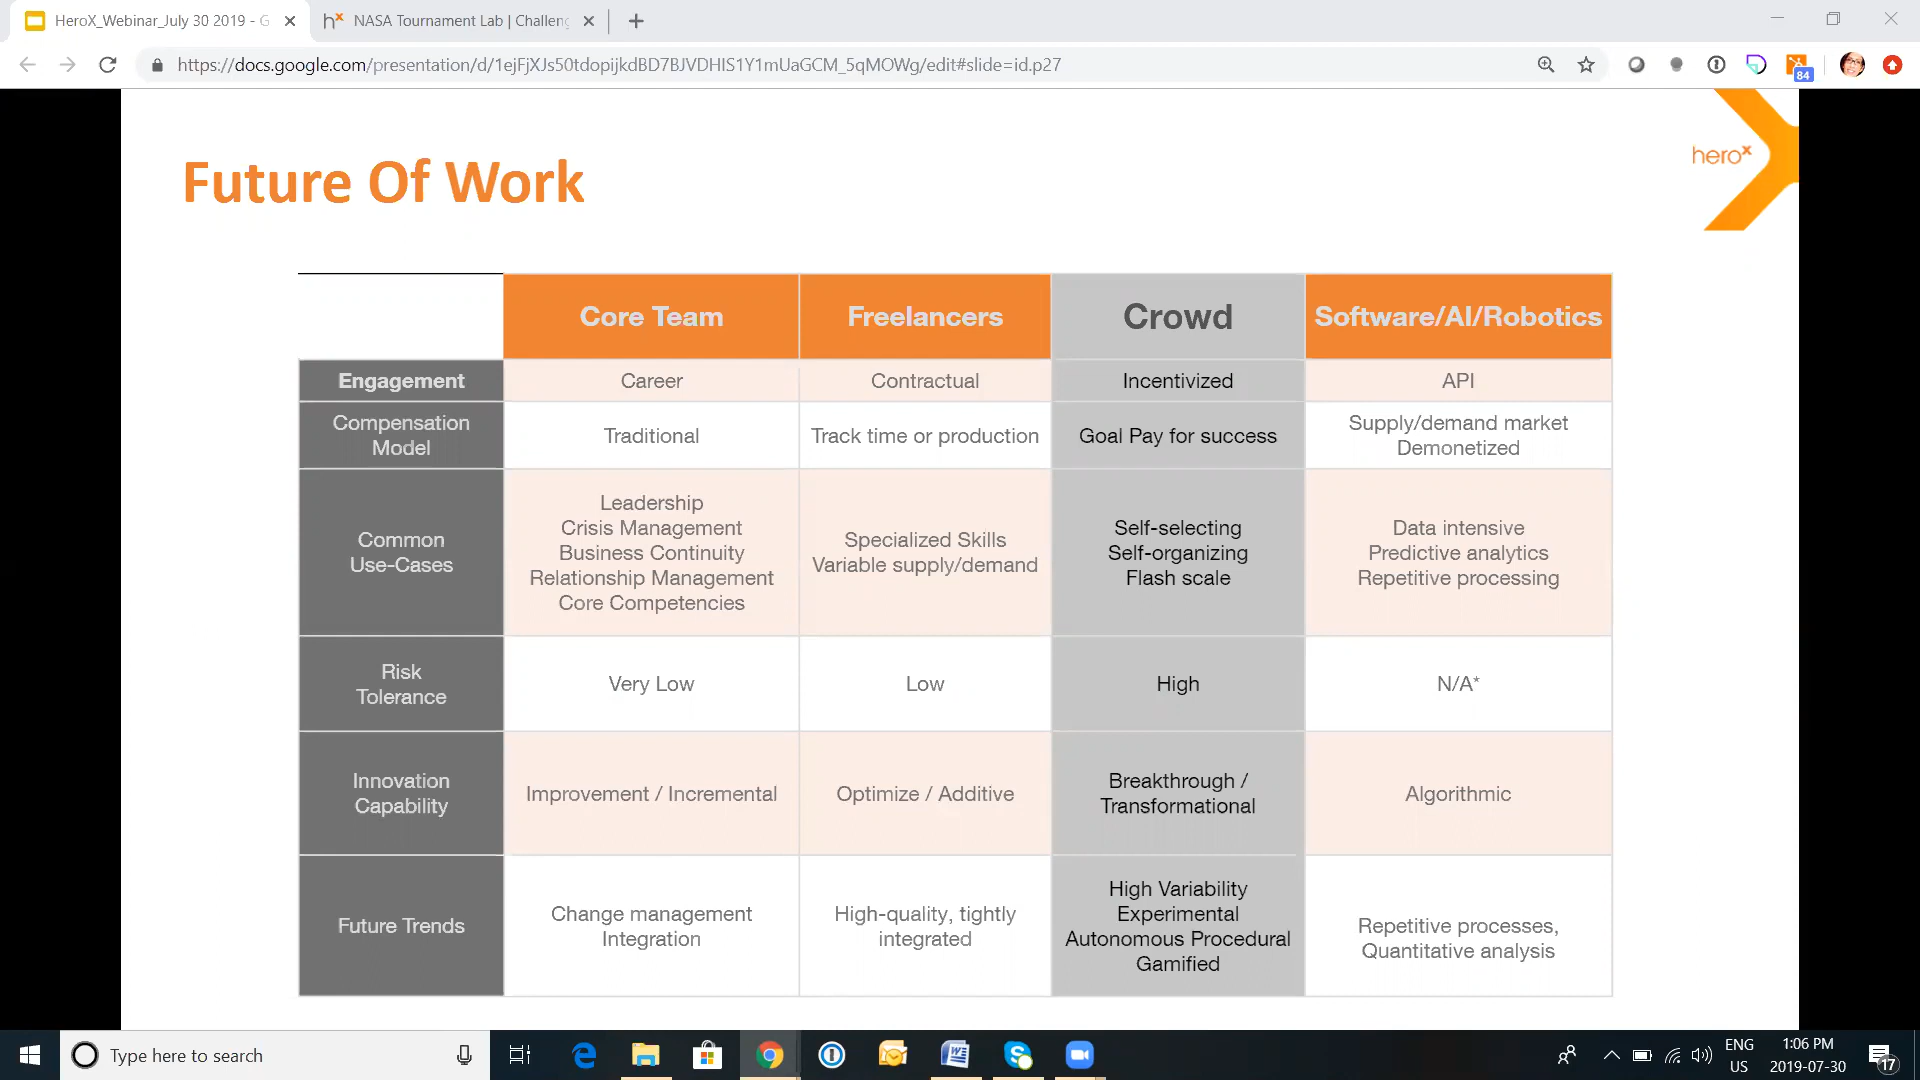 HeroX_Webinar_July 30 2019 - G
hx NASA Tournament Lab | Challeng
https://docs.google.com/presentation/d/1ejFjXJs50tdopijkdBD7BJVDHIS1Y1mUaGCM_5qMOWg/edit#slide=id.p27
84
herox
Future Of Work
Core Team
Freelancers
Crowd
Software/AI/Robotics
Engagement
Career
Contractual
Incentivized
API
Compensation
Model
Traditional
Track time or production
Goal Pay for success
Supply/demand market
Demonetized
Common
Use-Cases
Leadership
Crisis Management
Business Continuity
Relationship Management
Core Competencies
Specialized Skills
Variable supply/demand
Self-selecting
Self-organizing
Flash scale
Data intensive
Predictive analytics
Repetitive processing
Risk
Tolerance
Very Low
Low
High
N/A*
Innovation
Capability
Improvement / Incremental
Optimize / Additive
Breakthrough /
Transformational
Algorithmic
Future Trends
Change management
Integration
High-quality, tightly
integrated
High Variability
Experimental
Autonomous Procedural
Gamified
Repetitive processes,
Quantitative analysis
Type here to search
ENG
US
1:06 PM
2019-07-30
17